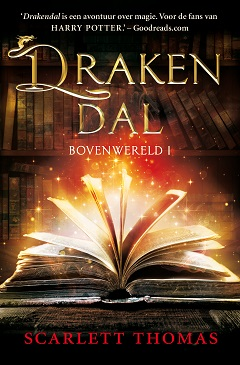 ‘Drakendal is een avontuur over magie. Voor de fans van
HARRY POTTER.’ – Goodreads.com
DRAKEN
DAL
BOVENWERELD I
SCARLETT THOMAS